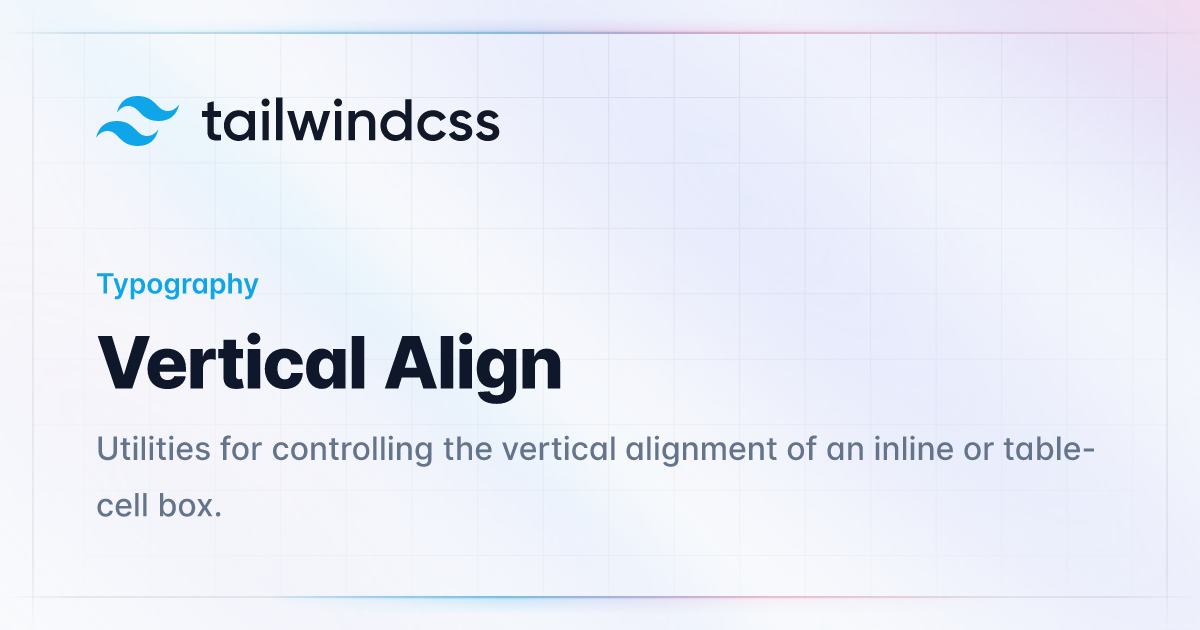 tailwindcss
Typography
Vertical Align
Utilities for controlling the vertical alignment of an inline or table-
cell box.